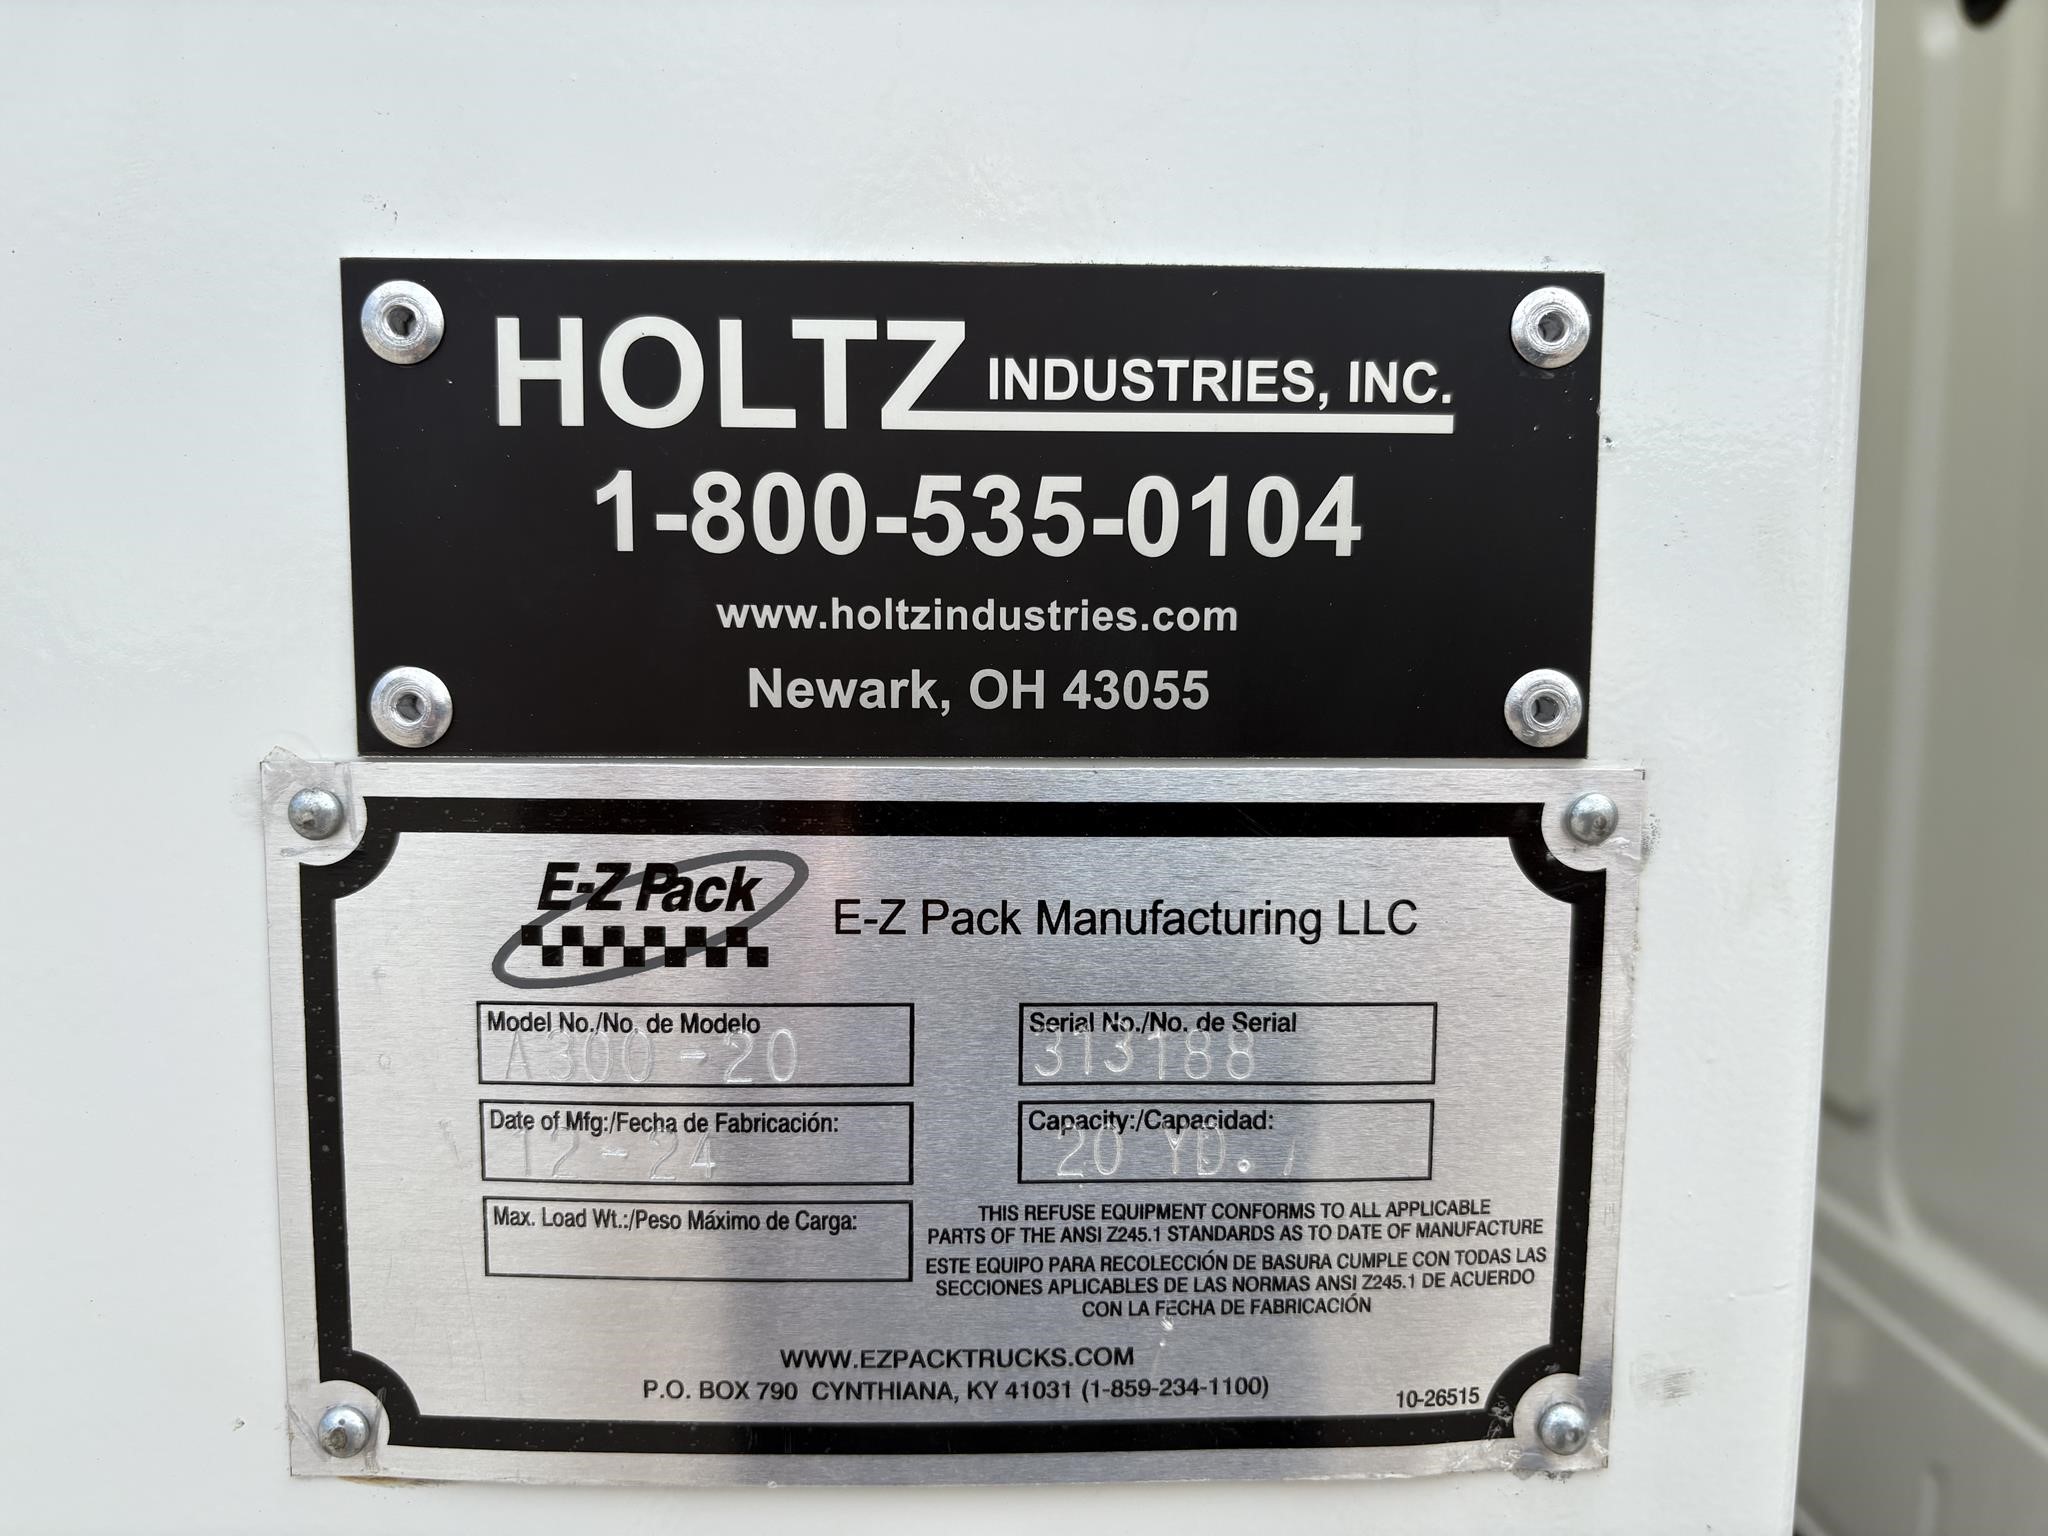 HOLTZ INDUSTRIES, INC.
1-800-535-0104
www.holtzindustries.com
Newark, OH 43055
E-Z Pack
E-Z Pack Manufacturing LLC
Model No./No. de Modelo
A300-20
Serial No./No. de Serial
313188
Date of Mfg:/Fecha de Fabricación:
12-24
Capacity:/Capacidad:
20 YD.
Max. Load Wt.:/Peso Máximo de Carga:
THIS REFUSE EQUIPMENT CONFORMS TO ALL APPLICABLE
PARTS OF THE ANSI Z245.1 STANDARDS AS TO DATE OF MANUFACTURE
ESTE EQUIPO PARA RECOLECCIÓN DE BASURA CUMPLE CON TODAS LAS
SECCIONES APLICABLES DE LAS NORMAS ANSI Z245.1 DE ACUERDO
CON LA FECHA DE FABRICACIÓN
WWW.EZPACKTRUCKS.COM
P.O. BOX 790 CYNTHIANA, KY 41031 (1-859-234-1100)
10-26515